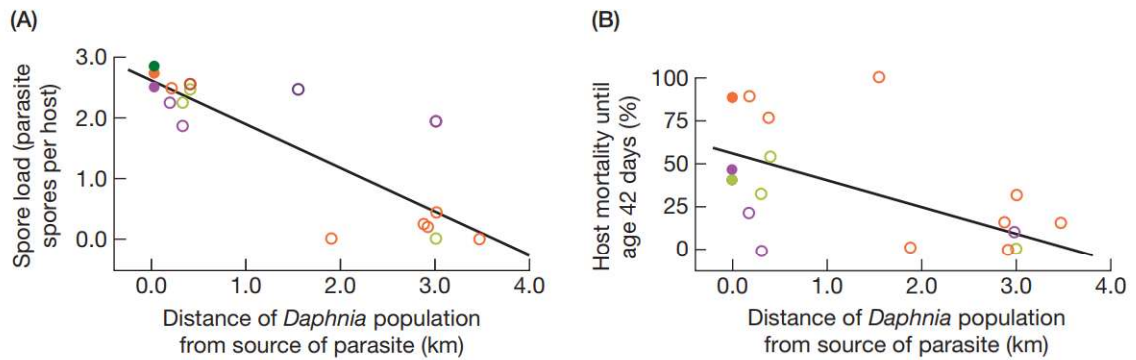 (A)
Spore load (parasite
spores per host)
3.0
2.0
1.0
0.0
0.0 1.0 2.0 3.0 4.0
Distance of Daphnia population
from source of parasite (km)
(B)
Host mortality until
age 42 days (%)
100
75
50
25
0
0.0 1.0 2.0 3.0 4.0
Distance of Daphnia population
from source of parasite (km)